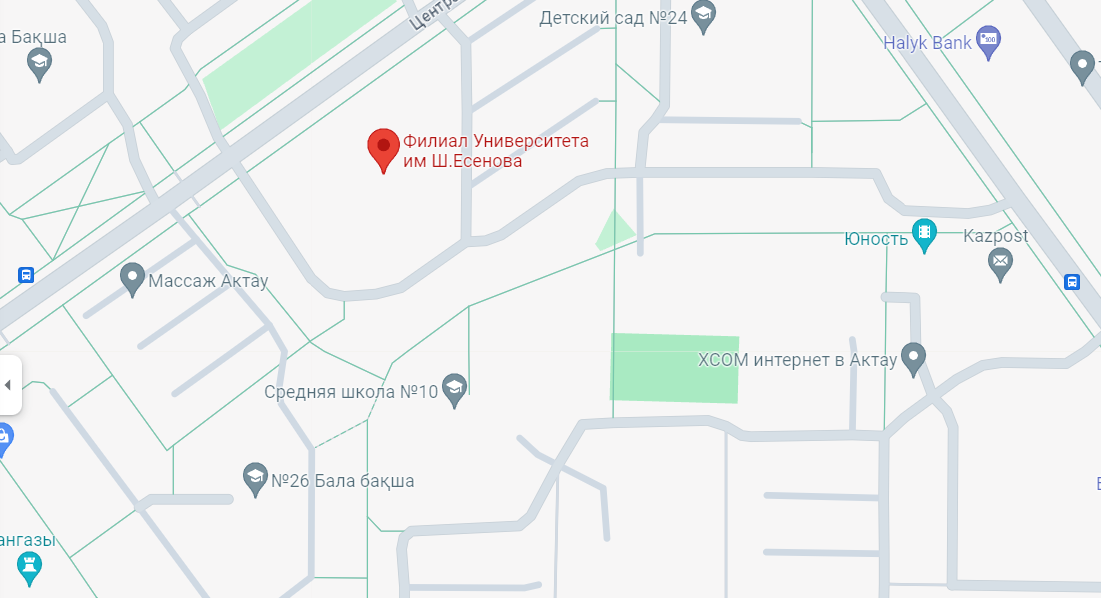 Центр
Детский сад №24
Halyk Bank
а Бақша
Филиал Университета
им Ш.Есенова
Юность
Kazpost
Массаж Актау
XCOM интернет в Актау
Средняя школа №10
№26 Бала бақша
ангазы